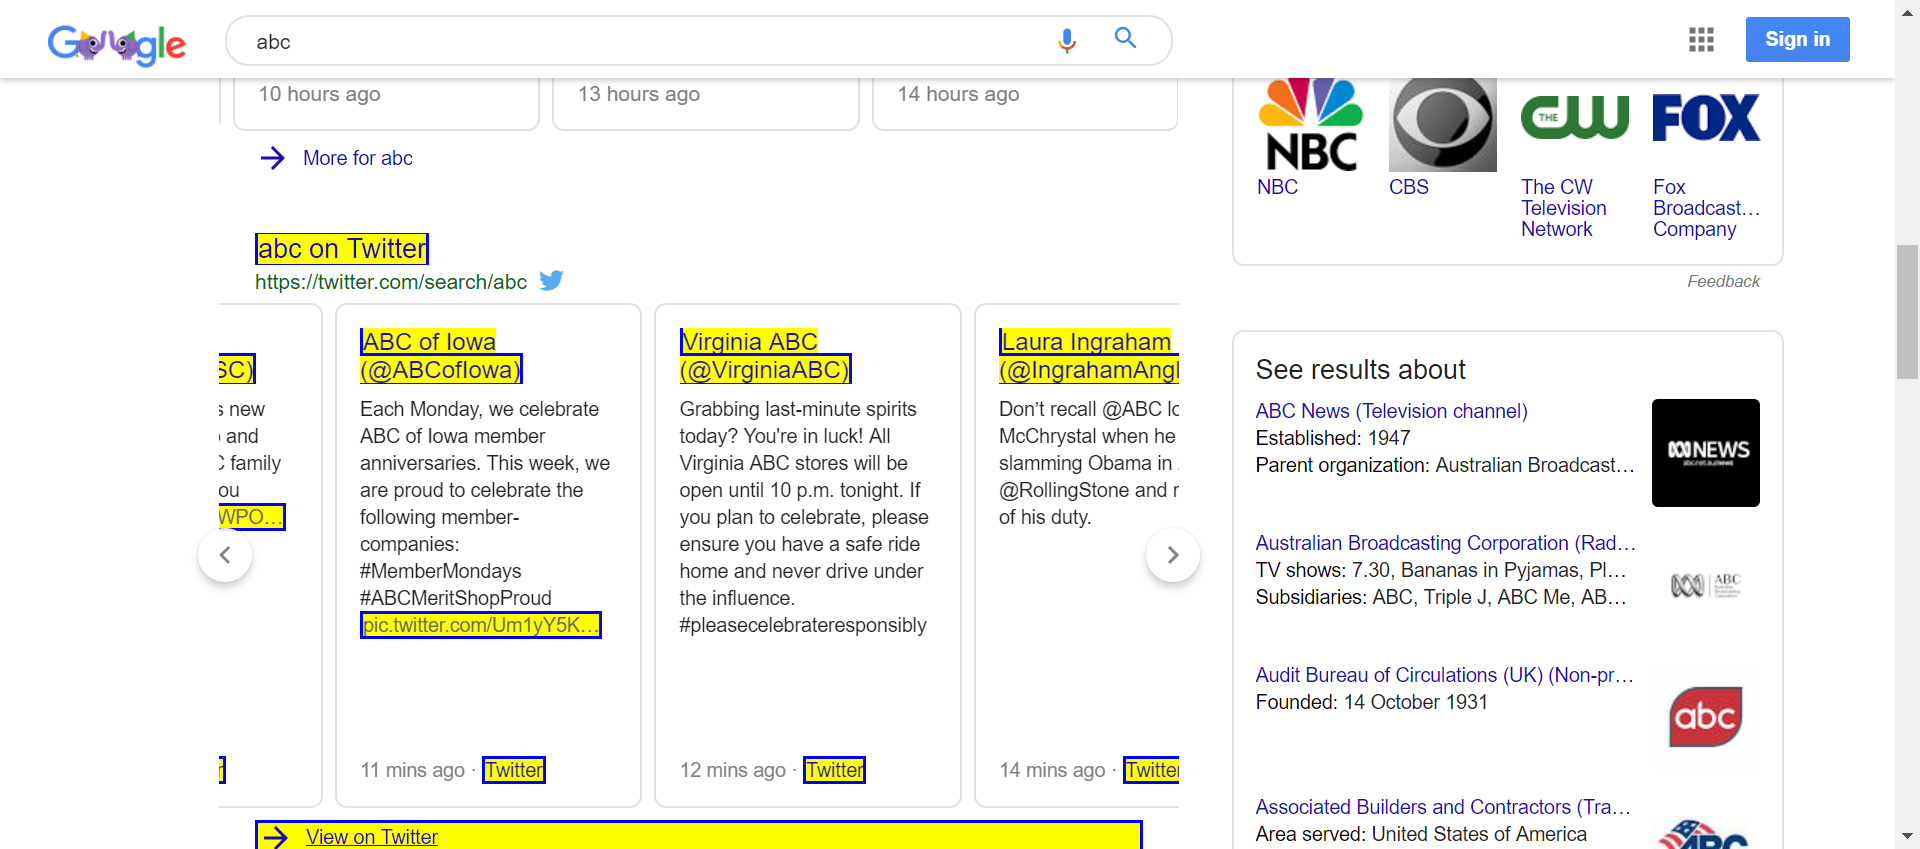 Google
abc
Sign in
10 hours ago
13 hours ago
14 hours ago
More for abc
abc on Twitter
https://twitter.com/search/abc
SC)
s new
and
family
ou
WPO...
ABC of Iowa
(@ABCofIowa)
Each Monday, we celebrate
ABC of Iowa member
anniversaries. This week, we
are proud to celebrate the
following member-
companies:
#MemberMondays
#ABCMeritShopProud
pic.twitter.com/Um1yY5K...
11 mins ago · Twitter
Virginia ABC
(@VirginiaABC)
Grabbing last-minute spirits
today? You're in luck! All
Virginia ABC stores will be
open until 10 p.m. tonight. If
you plan to celebrate, please
ensure you have a safe ride
home and never drive under
the influence.
#pleasecelebrateresponsibly
12 mins ago · Twitter
Laura Ingraham
(@IngrahamAngl
Don't recall @ABC lo
McChrystal when he
slamming Obama in
@RollingStone and r
of his duty.
14 mins ago · Twitte
View on Twitter
NBC
THE CW
FOX
NBC
CBS
The CW
Television
Network
Fox
Broadcast...
Company
Feedback
See results about
ABC News (Television channel)
Established: 1947
Parent organization: Australian Broadcast...
NEWS
abc.net.au/news
Australian Broadcasting Corporation (Rad...
TV shows: 7.30, Bananas in Pyjamas, Pl...
Subsidiaries: ABC, Triple J, ABC Me, AB...
ABC
Australian
Broadcasting
Corporation
Audit Bureau of Circulations (UK) (Non-pr...
Founded: 14 October 1931
abc
Associated Builders and Contractors (Tra...
Area served: United States of America
ABC